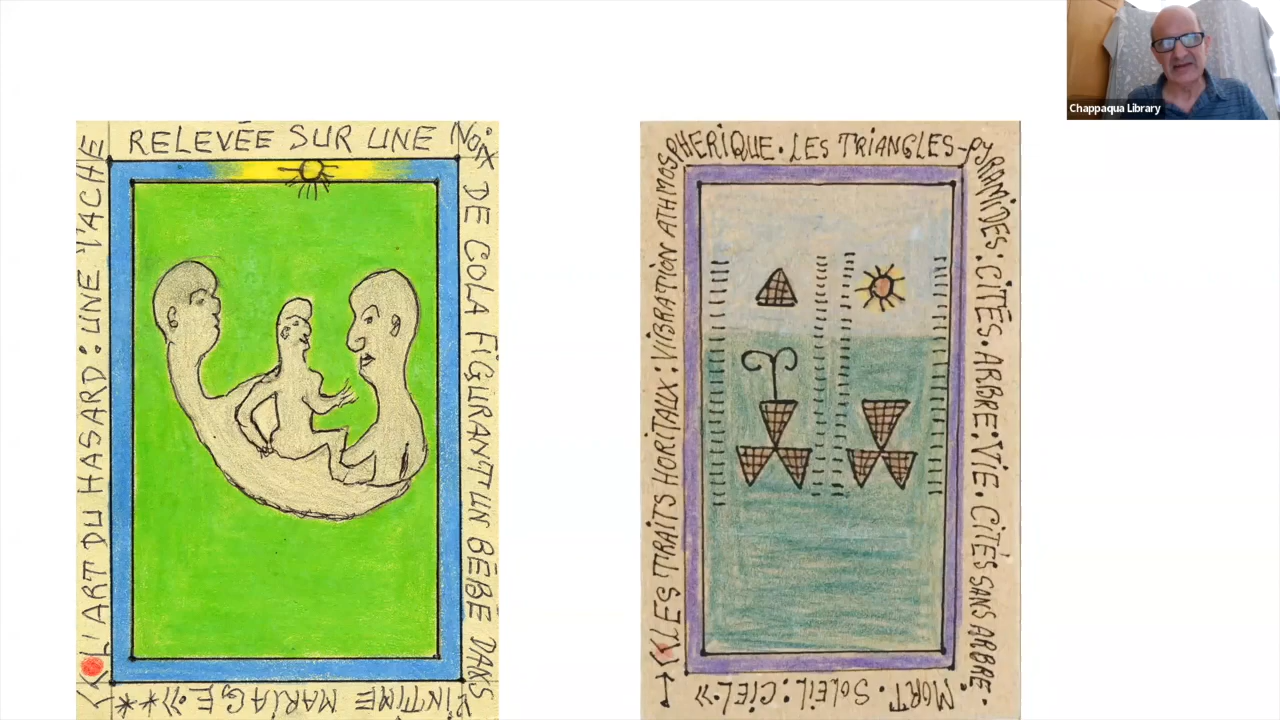 Chappaqua Library
L'ART DU HASARD : UNE TACHE
RELEVÉE SUR UNE NOIX
DE COLA FIGURANT UN BÉBÉ DANS
L'INTIME MARIAGE.»**
«LES TRAITS HORITAUX : VIBRATION ATHMOSPHERIQUE. LES TRIANGLES-PYRAMIDES : CITÉS. ARBRE : VIE. CITÉS SANS ARBRE.
MORT. SOLEIL : CIEL.»